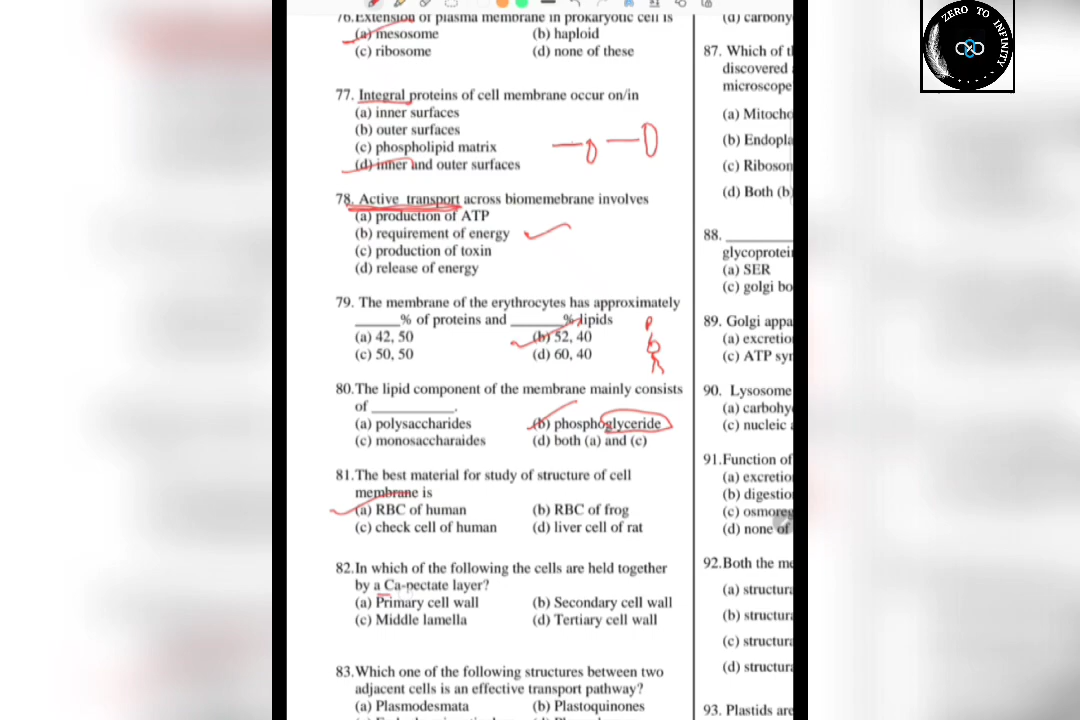 76.Extension of plasma membrane in prokaryotic cell is
(a) mesosome (b) haploid
(c) ribosome (d) none of these
77. Integral proteins of cell membrane occur on/in
(a) inner surfaces
(b) outer surfaces
(c) phospholipid matrix
(d) inner and outer surfaces
78. Active transport across biomemebrane involves
(a) production of ATP
(b) requirement of energy
(c) production of toxin
(d) release of energy
79. The membrane of the erythrocytes has approximately
_____% of proteins and ______% lipids
(a) 42, 50 (b) 52, 40
(c) 50, 50 (d) 60, 40
80.The lipid component of the membrane mainly consists
of _________.
(a) polysaccharides (b) phosphoglyceride
(c) monosaccharaides (d) both (a) and (c)
81.The best material for study of structure of cell
membrane is
(a) RBC of human (b) RBC of frog
(c) check cell of human (d) liver cell of rat
82.In which of the following the cells are held together
by a Ca-pectate layer?
(a) Primary cell wall (b) Secondary cell wall
(c) Middle lamella (d) Tertiary cell wall
83.Which one of the following structures between two
adjacent cells is an effective transport pathway?
(a) Plasmodesmata (b) Plastoquinones
(d) carbony
87. Which of t
discovered
microscope
(a) Mitocho
(b) Endopla
(c) Riboson
(d) Both (b)
88. ________
glycoprotei
(a) SER
(c) golgi bo
89. Golgi appa
(a) excretio
(c) ATP syr
90. Lysosome
(a) carbohy
(c) nucleic
91.Function of
(a) excretio
(b) digestio
(c) osmoreg
(d) none of
92.Both the me
(a) structura
(b) structura
(c) structura
(d) structura
93. Plastids are
ZERO TO INFINITY